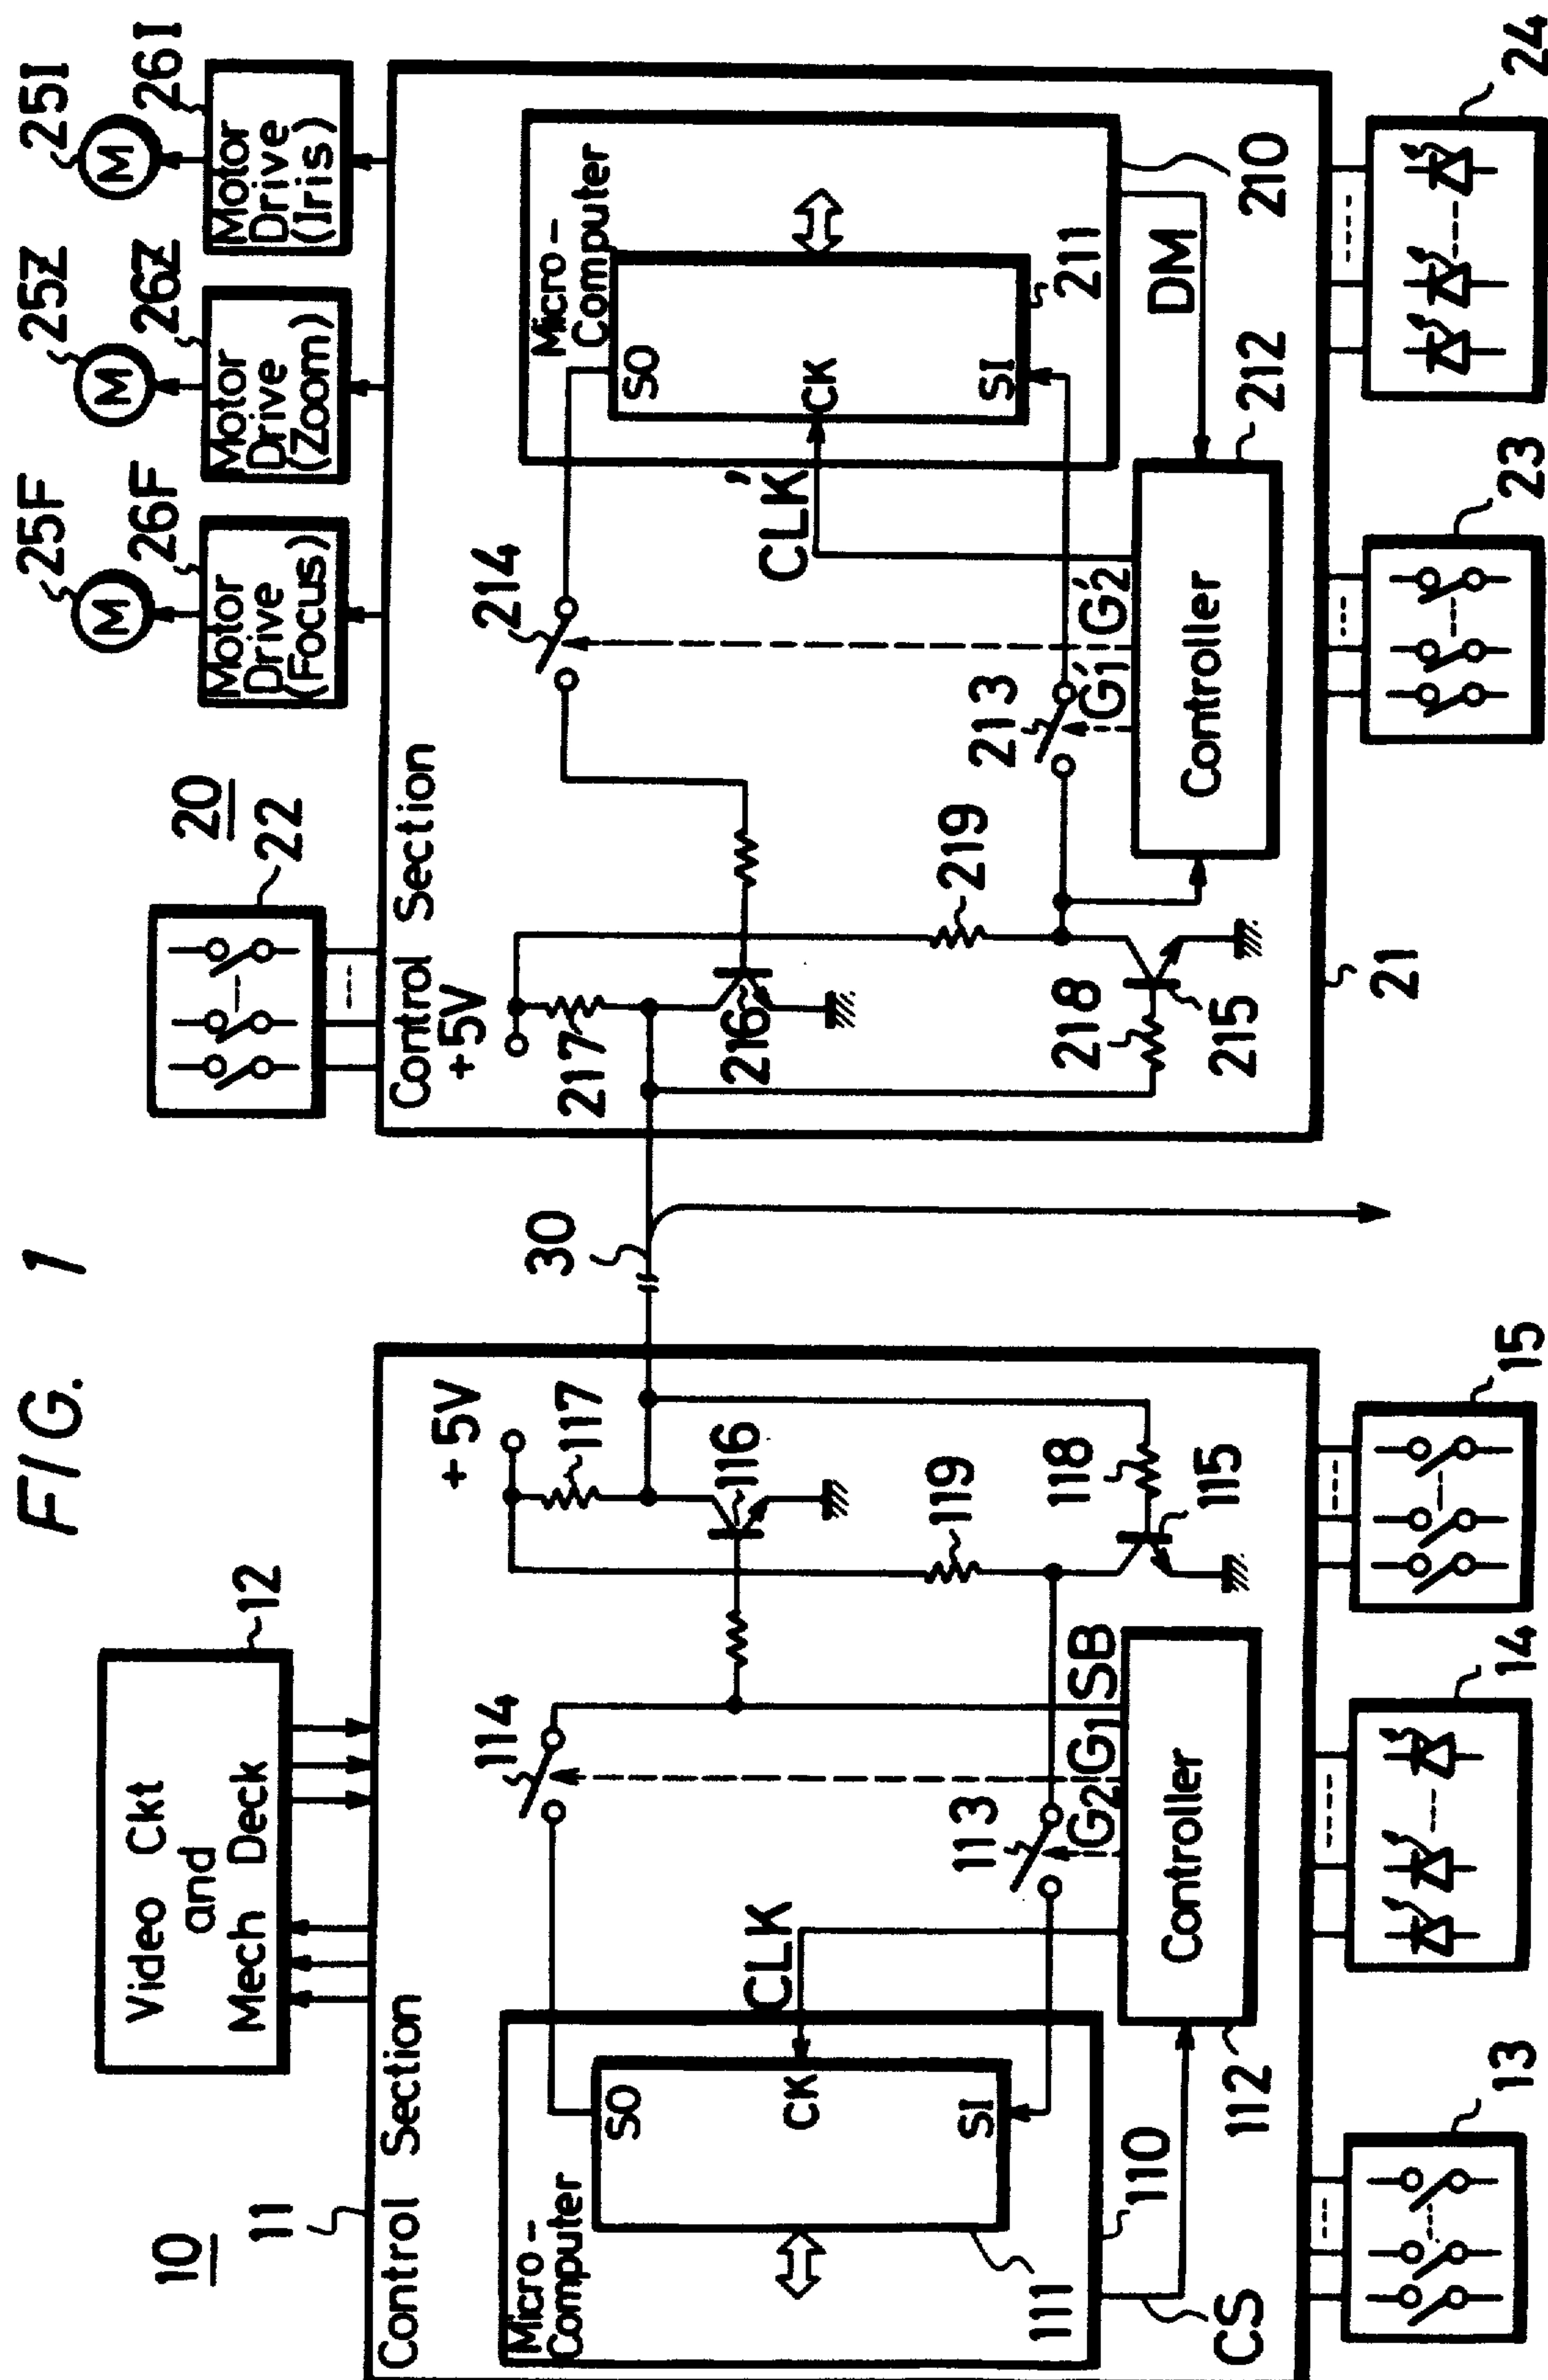 FIG. 1
10
11
12
Video Ckt
and
Mech Deck
Control Section
Micro-
Computer
SO
CK
SI
111
110
CS
CLK
114
113
G2
G1
SB
Controller
112
+5V
117
116
119
118
115
13
14
15
30
20
22
25F
25Z
25I
M
M
M
26F
26Z
26I
Motor
Drive
(Focus)
Motor
Drive
(Zoom)
Motor
Drive
(Iris)
Control Section
+5V
217
216
219
218
215
214
213
G1'
G2'
CLK'
Micro-
Computer
SO
CK
SI
211
210
DM
212
Controller
21
23
24